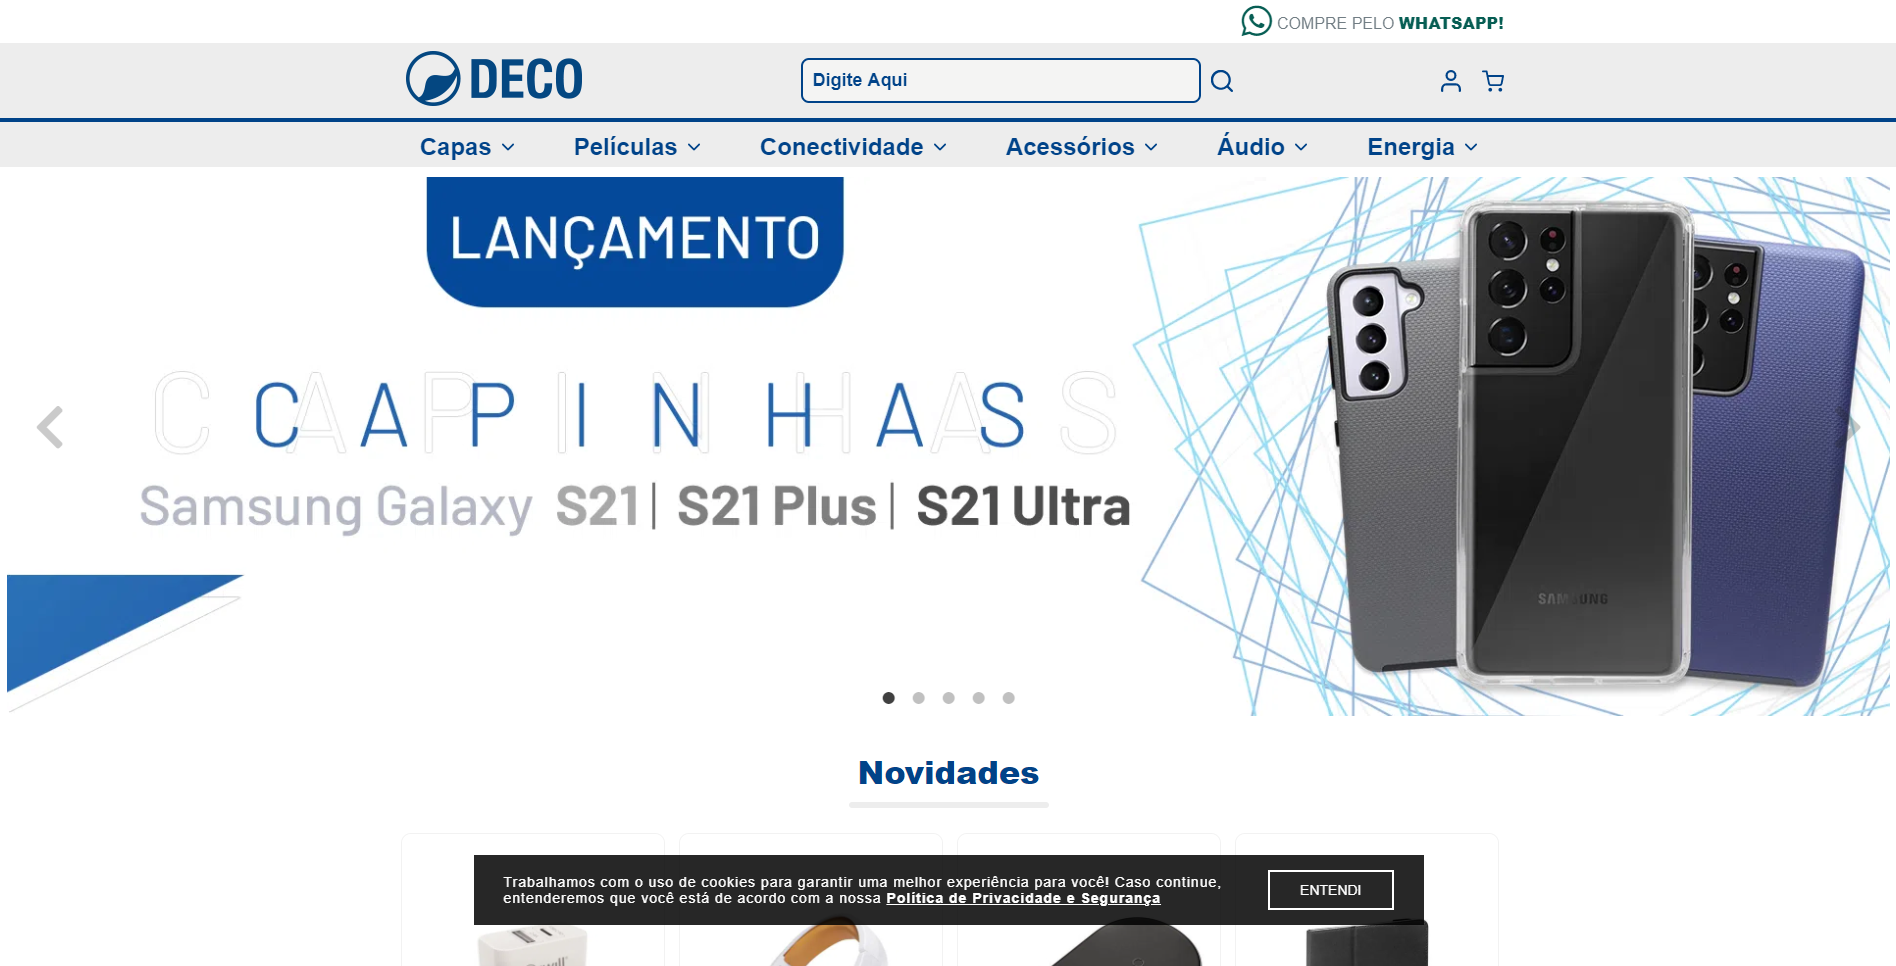 COMPRE PELO WHATSAPP!
DECO
Digite Aqui
Capas
Películas
Conectividade
Acessórios
Áudio
Energia
LANÇAMENTO
CAPINHAS
Samsung Galaxy S21 | S21 Plus | S21 Ultra
SAMSUNG
Novidades
Trabalhamos com o uso de cookies para garantir uma melhor experiência para você! Caso continue,
entenderemos que você está de acordo com a nossa Política de Privacidade e Segurança
ENTENDI